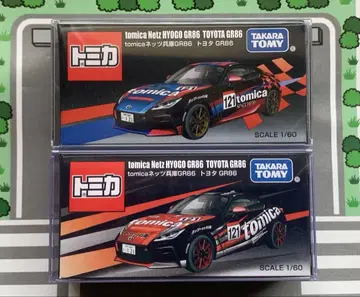 トミカ
tomica Netz HYOGO GR86 TOYOTA GR86
tomicaネッツ兵庫GR86 トヨタ GR86
TAKARA TOMY
121
tomica
SCALE 1/60
トミカ
tomica Netz HYOGO GR86 TOYOTA GR86
tomicaネッツ兵庫GR86 トヨタ GR86
TAKARA TOMY
121
tomica
SCALE 1/60